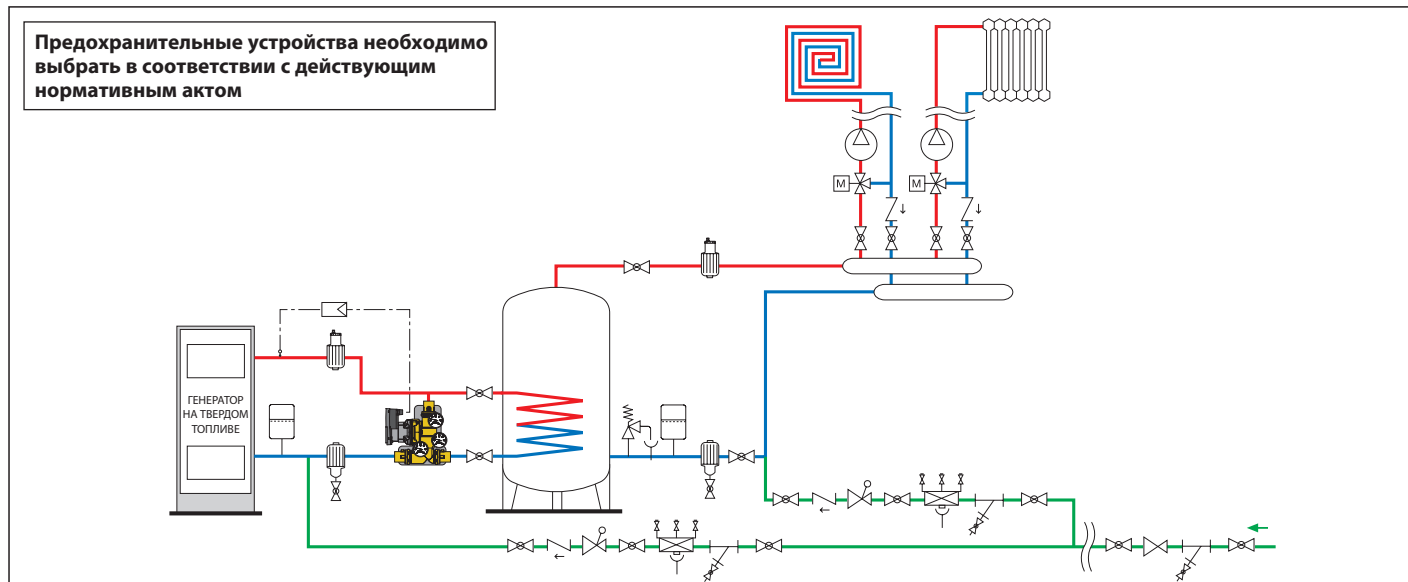 Предохранительные устройства необходимо
выбрать в соответствии с действующим
нормативным актом
M
M
ГЕНЕРАТОР
НА ТВЕРДОМ
ТОПЛИВЕ